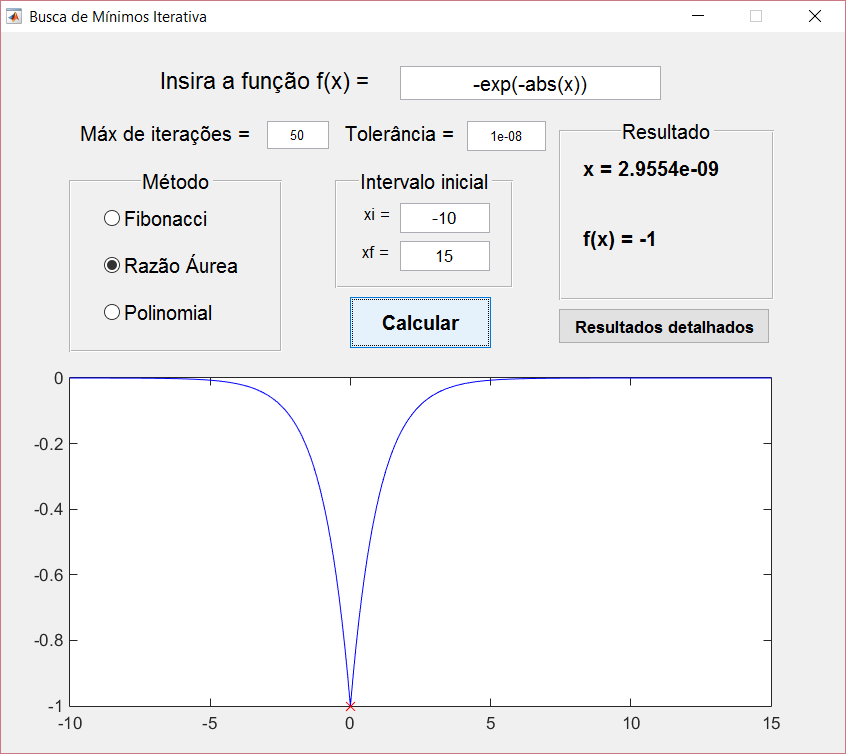 Busca de Mínimos Iterativa
Insira a função f(x) =
-exp(-abs(x))
Máx de iterações =
50
Tolerância =
1e-08
Resultado
x = 2.9554e-09
f(x) = -1
Método
Fibonacci
Razão Áurea
Polinomial
Intervalo inicial
xi =
-10
xf =
15
Calcular
Resultados detalhados
0
-0.2
-0.4
-0.6
-0.8
-1
-10
-5
0
5
10
15